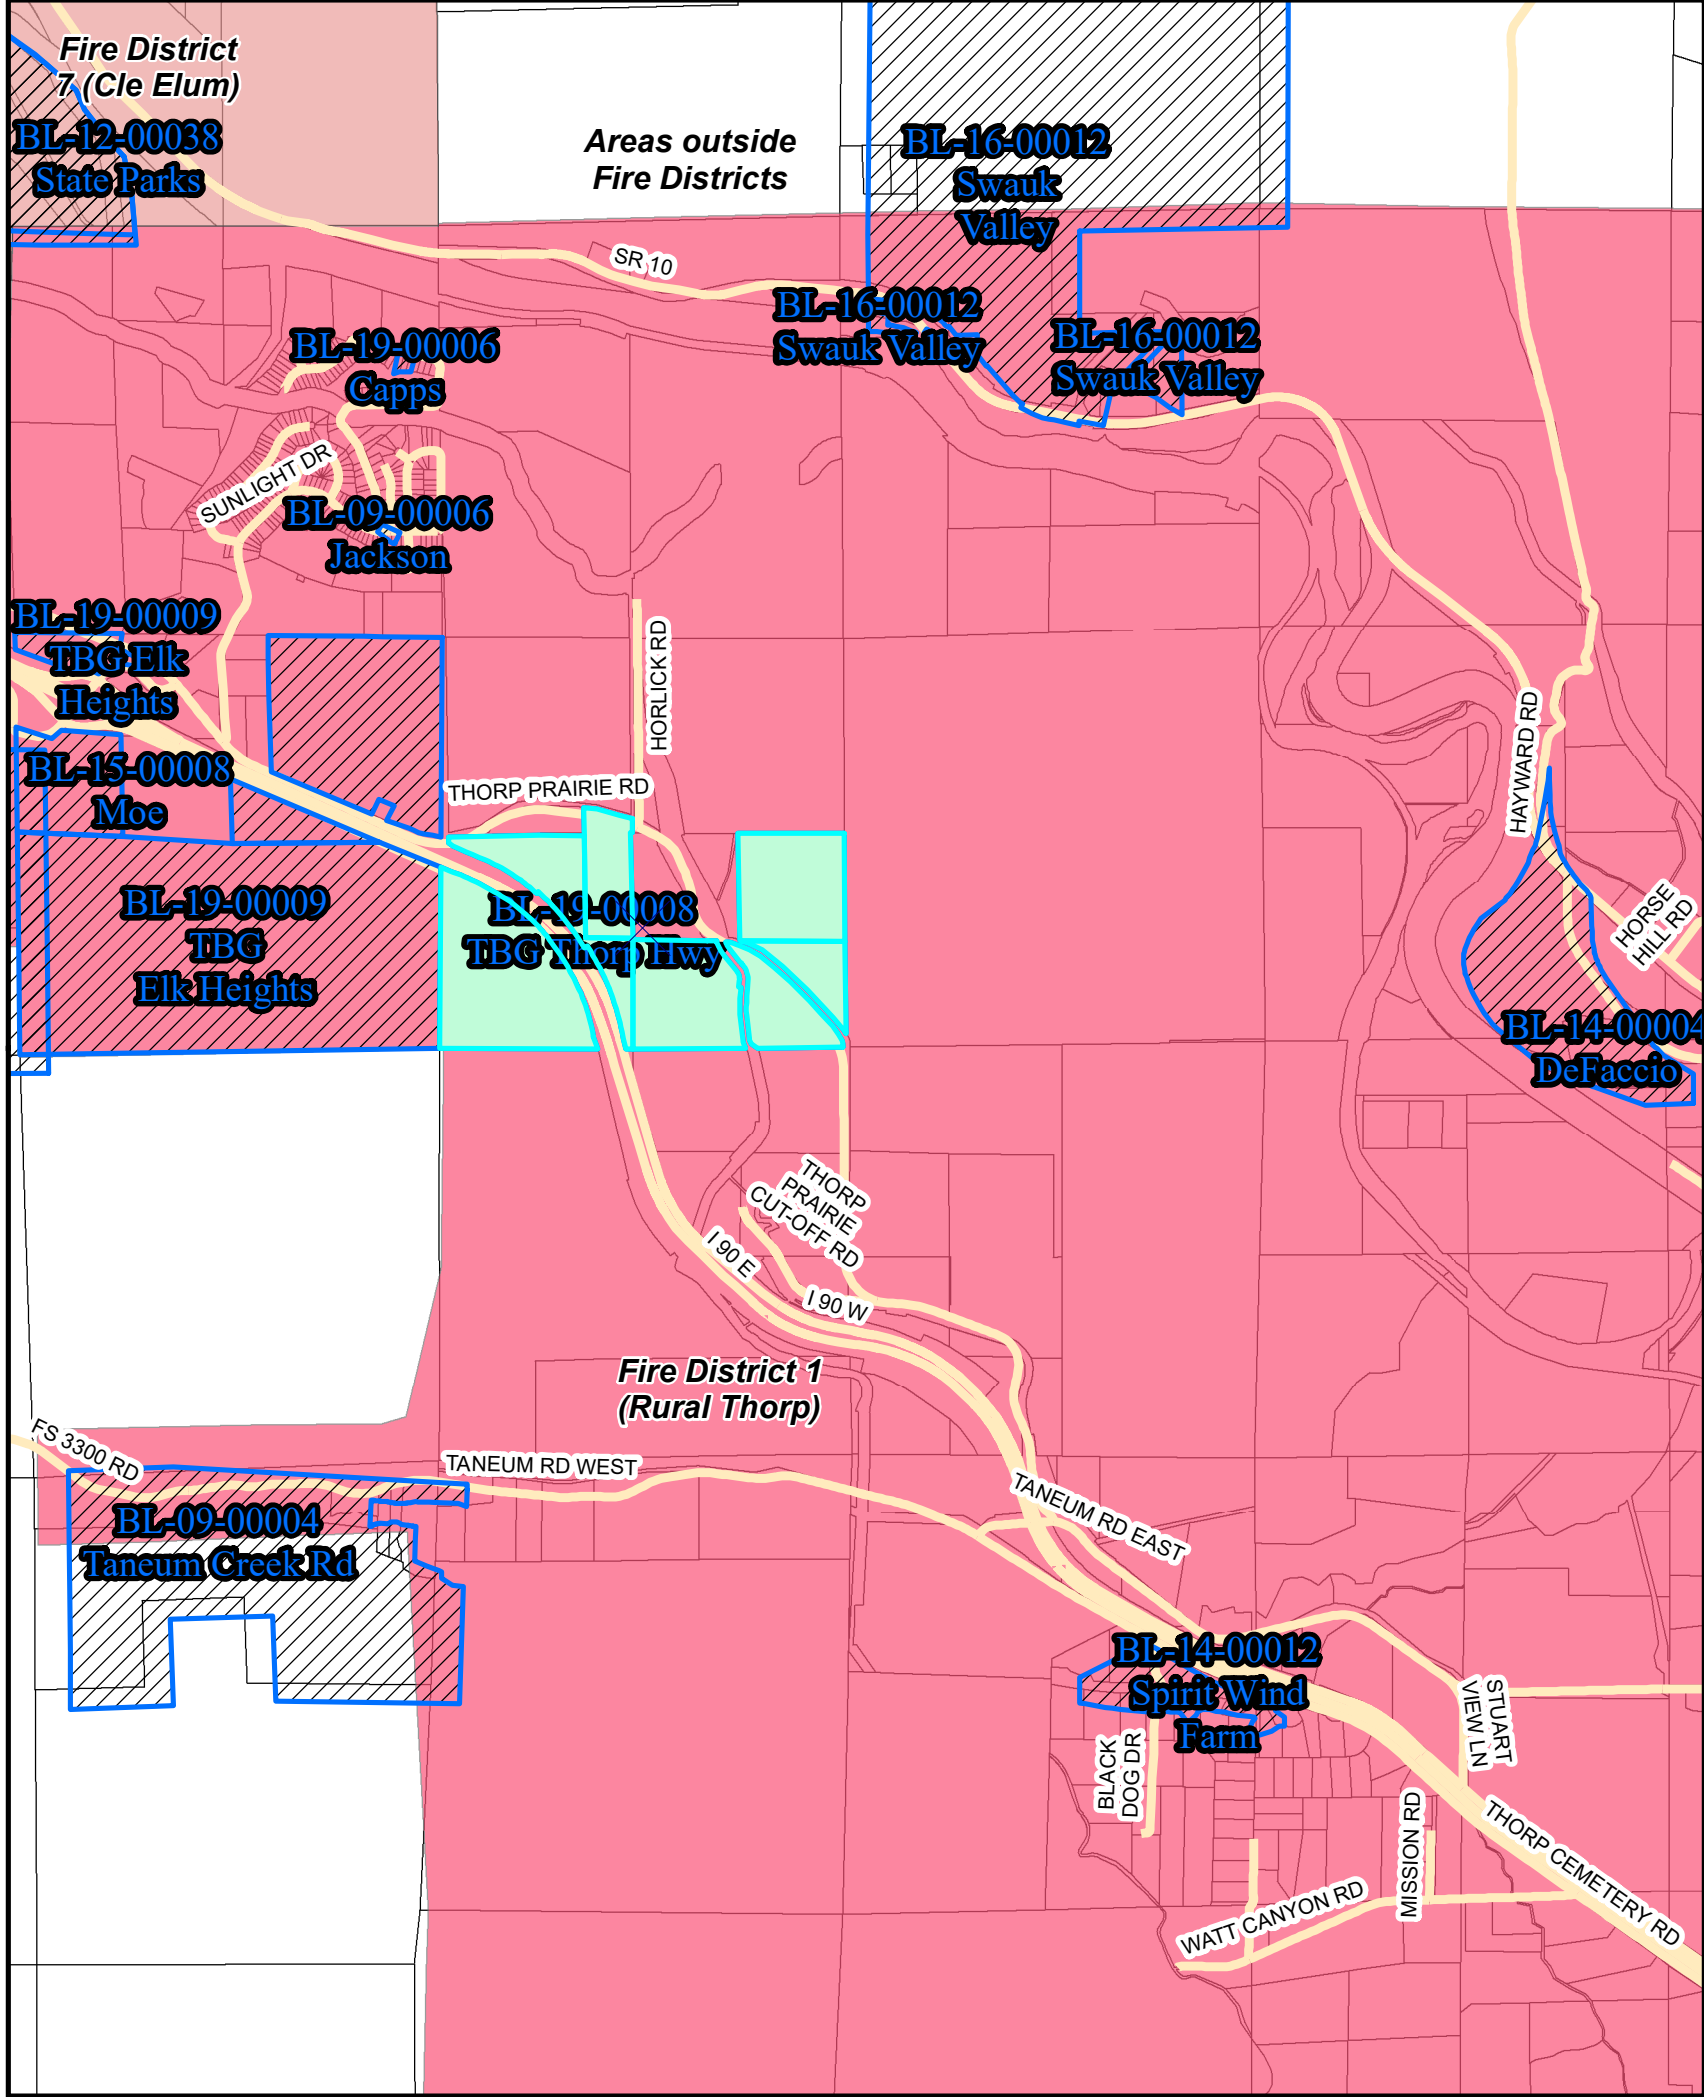 Fire District
7 (Cle Elum)
BL-12-00038
State Parks
Areas outside
Fire Districts
BL-16-00012
Swauk
Valley
SR 10
BL-16-00012
Swauk Valley
BL-16-00012
Swauk Valley
BL-19-00006
Capps
SUNLIGHT DR
BL-09-00006
Jackson
BL-19-00009
TBG Elk
Heights
HORLICK RD
HAYWARD RD
BL-15-00008
Moe
THORP PRAIRIE RD
BL-19-00009
TBG
Elk Heights
BL-19-00008
TBG Thorp Hwy
HORSE
HILL RD
BL-14-00004
DeFaccio
THORP
PRAIRIE
CUT-OFF RD
I 90 E
I 90 W
Fire District 1
(Rural Thorp)
FS 3300 RD
TANEUM RD WEST
TANEUM RD EAST
BL-09-00004
Taneum Creek Rd
BL-14-00012
Spirit Wind
Farm
STUART
VIEW LN
BLACK
DOG DR
MISSION RD
THORP CEMETERY RD
WATT CANYON RD